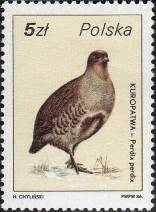 5zł Polska
KUROPATWA – Perdix perdix
H. CHYLIŃSKI PWPW 86.